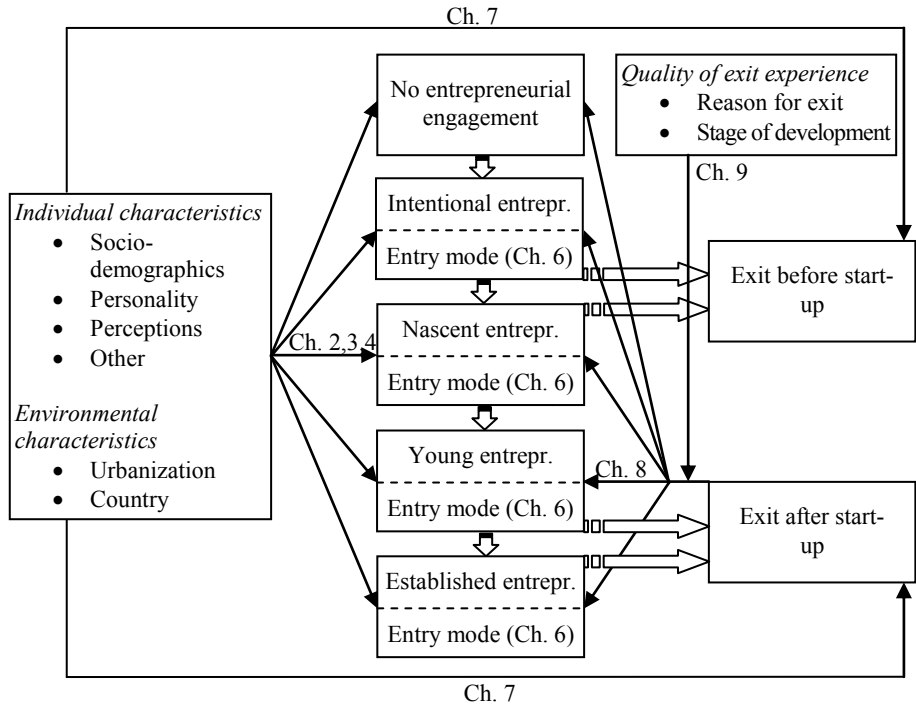 Ch. 7
No entrepreneurial
engagement
Quality of exit experience
• Reason for exit
• Stage of development
Ch. 9
Individual characteristics
• Socio-
demographics
• Personality
• Perceptions
• Other
Environmental
characteristics
• Urbanization
• Country
Intentional entrepr.
Entry mode (Ch. 6)
Exit before start-
up
Ch. 2,3,4
Nascent entrepr.
Entry mode (Ch. 6)
Young entrepr.
Entry mode (Ch. 6)
Ch. 8
Exit after start-
up
Established entrepr.
Entry mode (Ch. 6)
Ch. 7